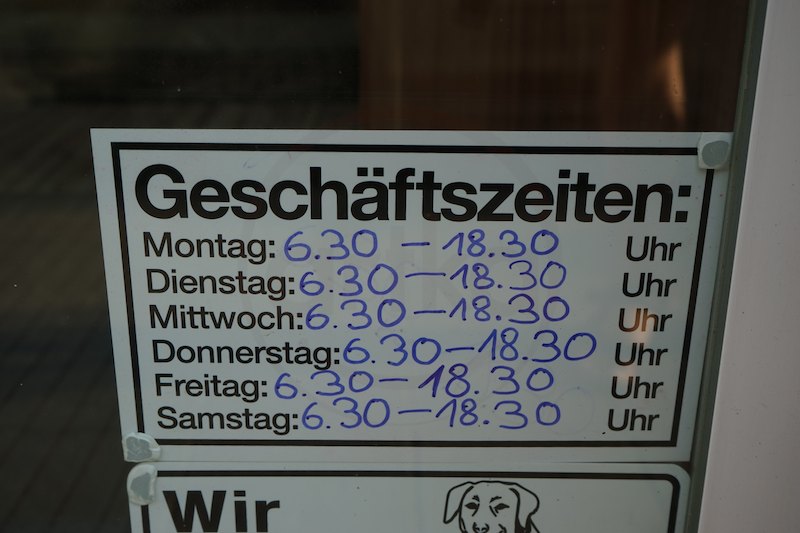 Geschäftszeiten:
Montag: 6.30 – 18.30 Uhr
Dienstag: 6.30 – 18.30 Uhr
Mittwoch: 6.30 – 18.30 Uhr
Donnerstag: 6.30 – 18.30 Uhr
Freitag: 6.30 – 18.30 Uhr
Samstag: 6.30 – 18.30 Uhr
Wir